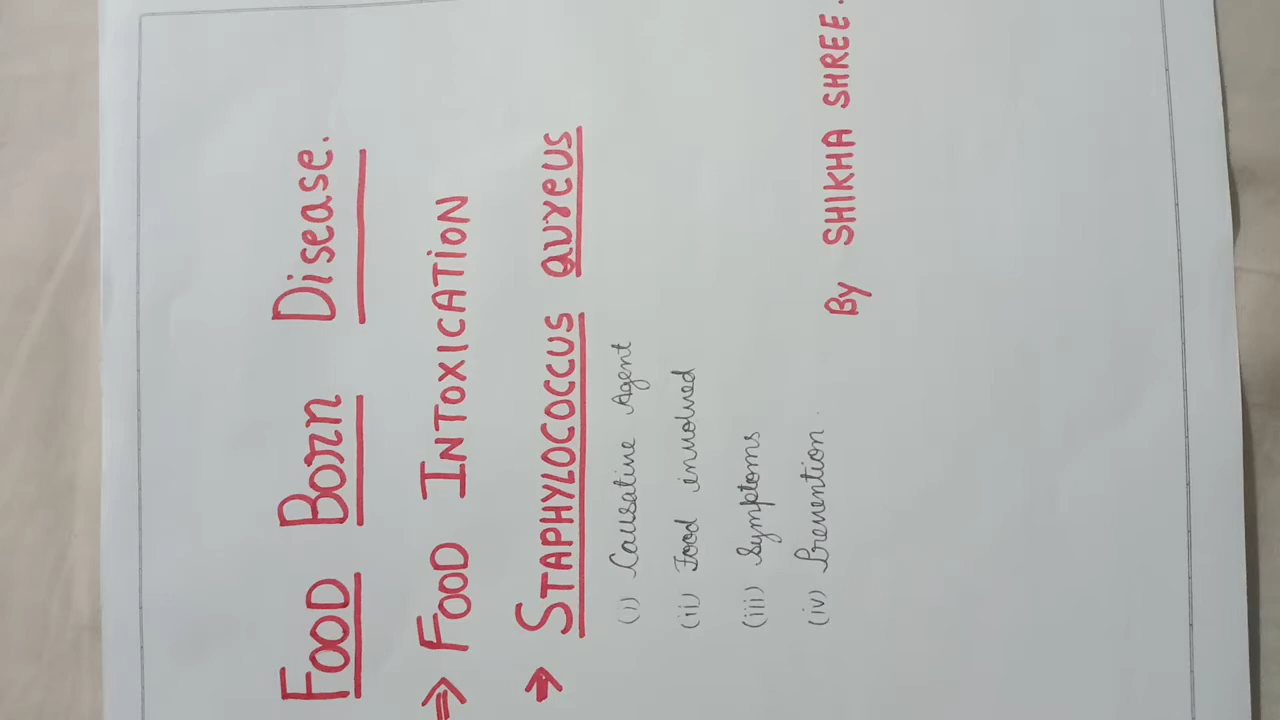 Food Born Disease.
⇒ FOOD INTOXICATION
→ STAPHYLOCOCCUS aureus
(i) Causative Agent
(ii) Food involved
(iii) Symptoms
(iv) Prevention.
By SHIKHA SHREE.